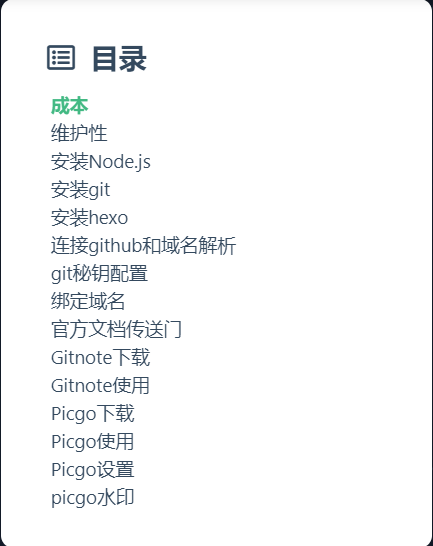 目录
成本
维护性
安装Node.js
安装git
安装hexo
连接github和域名解析
git秘钥配置
绑定域名
官方文档传送门
Gitnote下载
Gitnote使用
Picgo下载
Picgo使用
Picgo设置
picgo水印